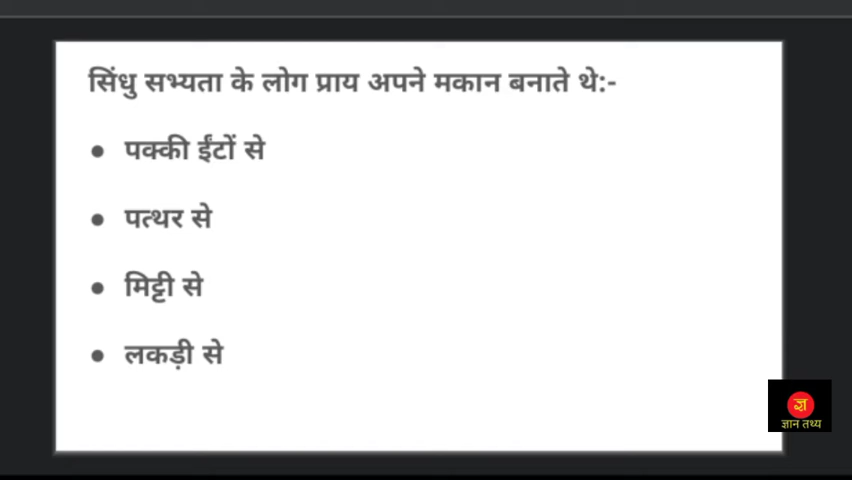 सिंधु सभ्यता के लोग प्राय अपने मकान बनाते थे:-
● पक्की ईंटों से
● पत्थर से
● मिट्टी से
● लकड़ी से
ज्ञ
ज्ञान तथ्य